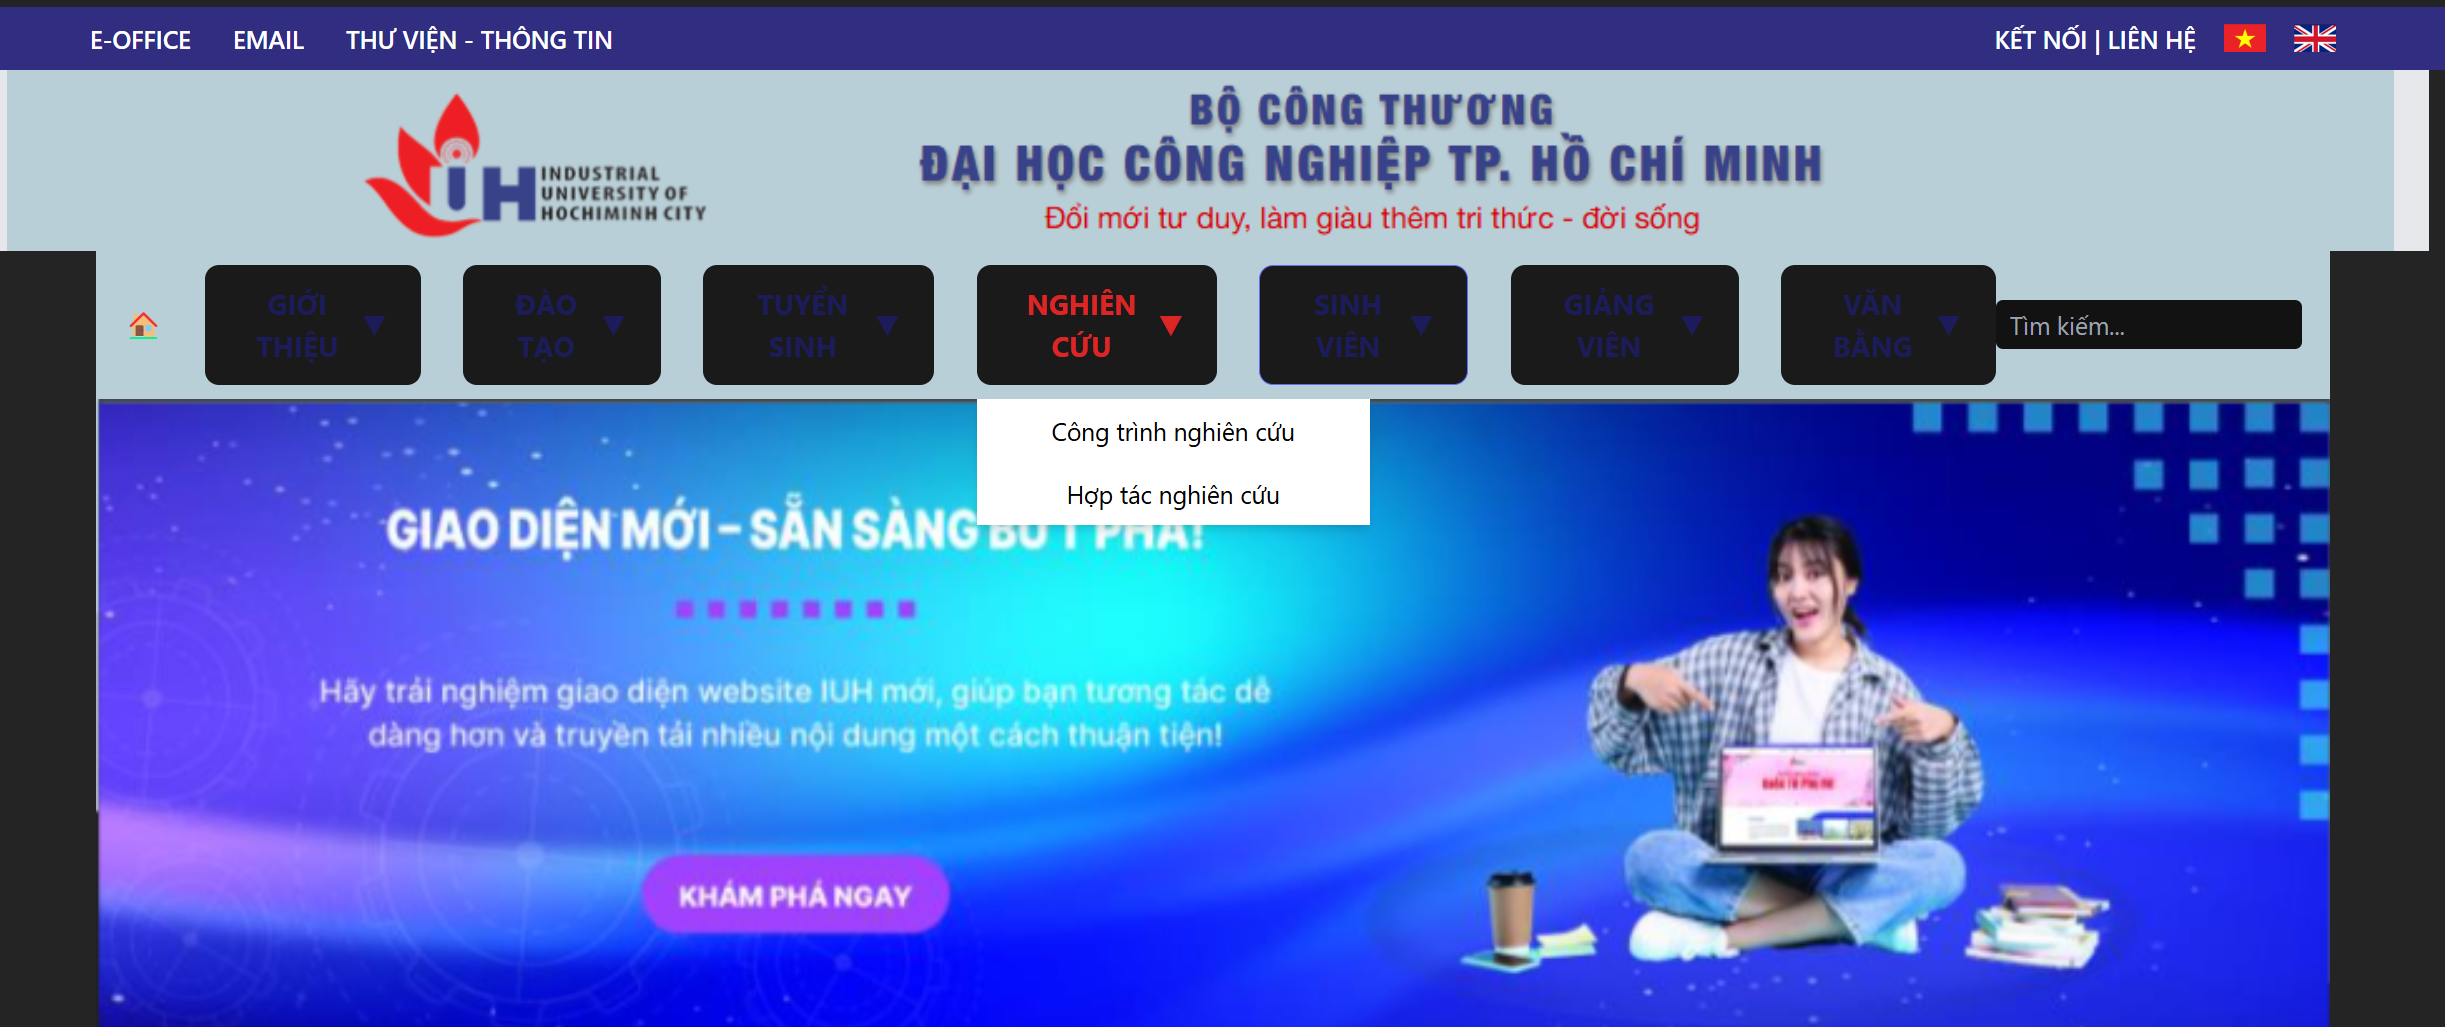 E-OFFICE EMAIL THƯ VIỆN - THÔNG TIN KẾT NỐI | LIÊN HỆ
INDUSTRIAL
UNIVERSITY OF
HOCHIMINH CITY
BỘ CÔNG THƯƠNG
ĐẠI HỌC CÔNG NGHIỆP TP. HỒ CHÍ MINH
Đổi mới tư duy, làm giàu thêm tri thức - đời sống
GIỚI
THIỆU
ĐÀO
TẠO
TUYỂN
SINH
NGHIÊN
CỨU
SINH
VIÊN
GIẢNG
VIÊN
VĂN
BẰNG
Tìm kiếm...
Công trình nghiên cứu
Hợp tác nghiên cứu
GIAO DIỆN MỚI – SẴN SÀNG
Hãy trải nghiệm giao diện website IUH mới, giúp bạn tương tác dễ
dàng hơn và truyền tải nhiều nội dung một cách thuận tiện!
KHÁM PHÁ NGAY